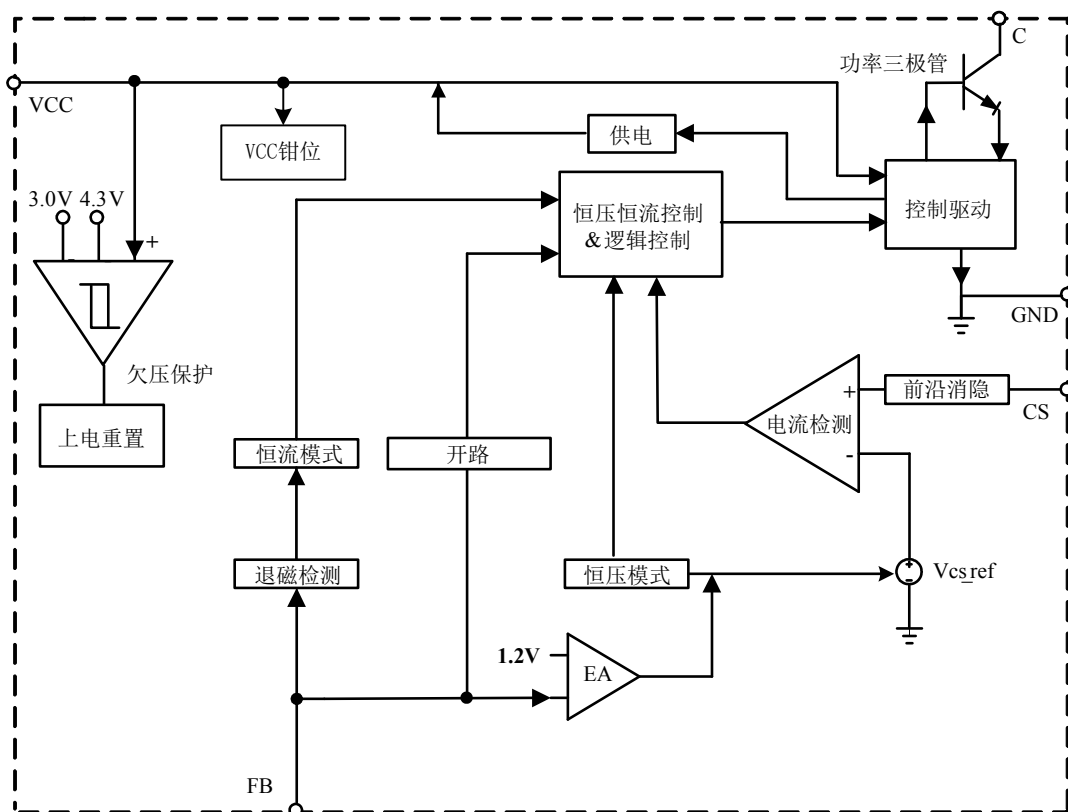 C
功率三极管
VCC
供电
VCC钳位
3.0V 4.3V
恒压恒流控制
&逻辑控制
控制驱动
+
-
GND
欠压保护
前沿消隐
+
CS
上电重置
电流检测
恒流模式
开路
-
退磁检测
恒压模式
+
-
Vcs_ref
1.2V
EA
FB